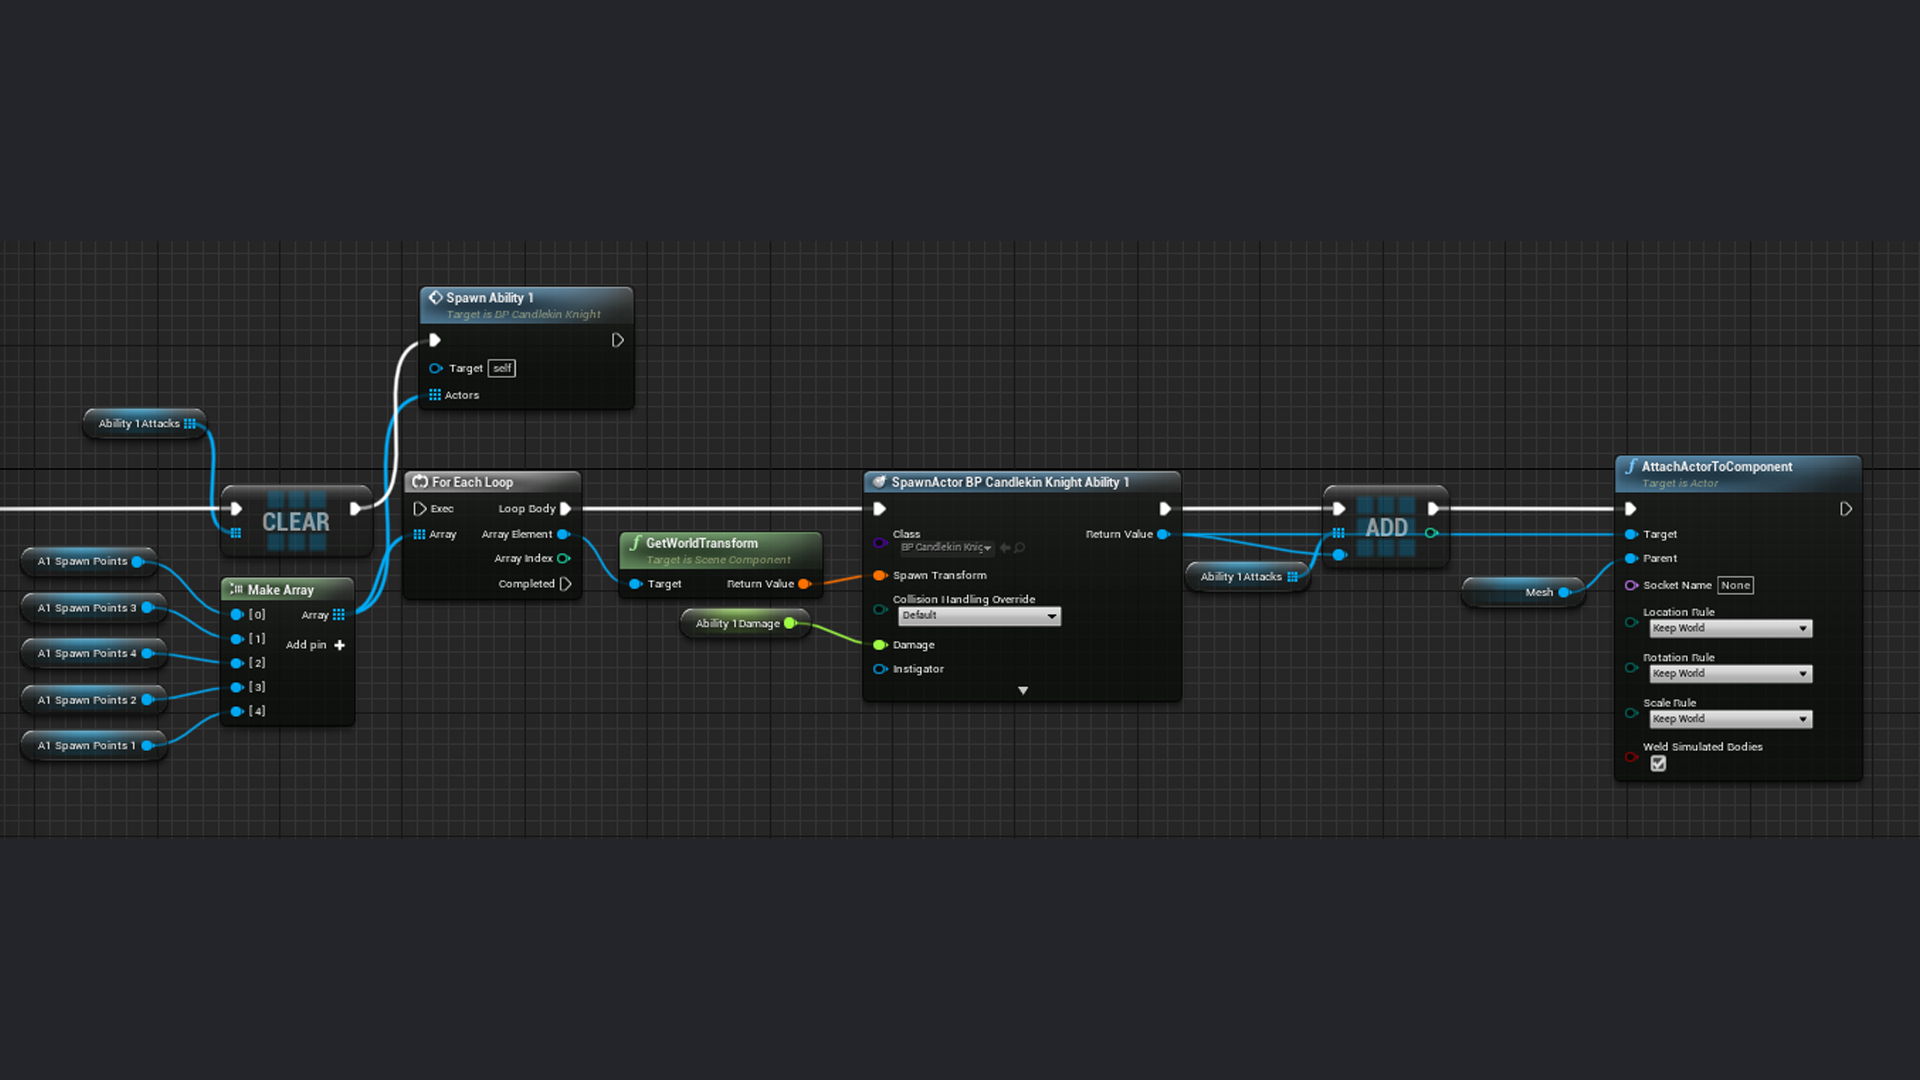 Spawn Ability 1
Target is BP Candlekin Knight
Target self
Actors
Ability 1 Attacks
CLEAR
For Each Loop
Exec
Loop Body
Array
Array Element
Array Index
Completed
A1 Spawn Points
A1 Spawn Points 3
A1 Spawn Points 4
A1 Spawn Points 2
A1 Spawn Points 1
Make Array
[0]
Array
[1]
Add pin +
[2]
[3]
[4]
GetWorldTransform
Target is Scene Component
Target
Return Value
Ability 1 Damage
SpawnActor BP Candlekin Knight Ability 1
Class
BP Candlekin Knig
Return Value
Spawn Transform
Collision Handling Override
Default
Damage
Instigator
Ability 1 Attacks
ADD
Mesh
AttachActorToComponent
Target is Actor
Target
Parent
Socket Name None
Location Rule
Keep World
Rotation Rule
Keep World
Scale Rule
Keep World
Weld Simulated Bodies